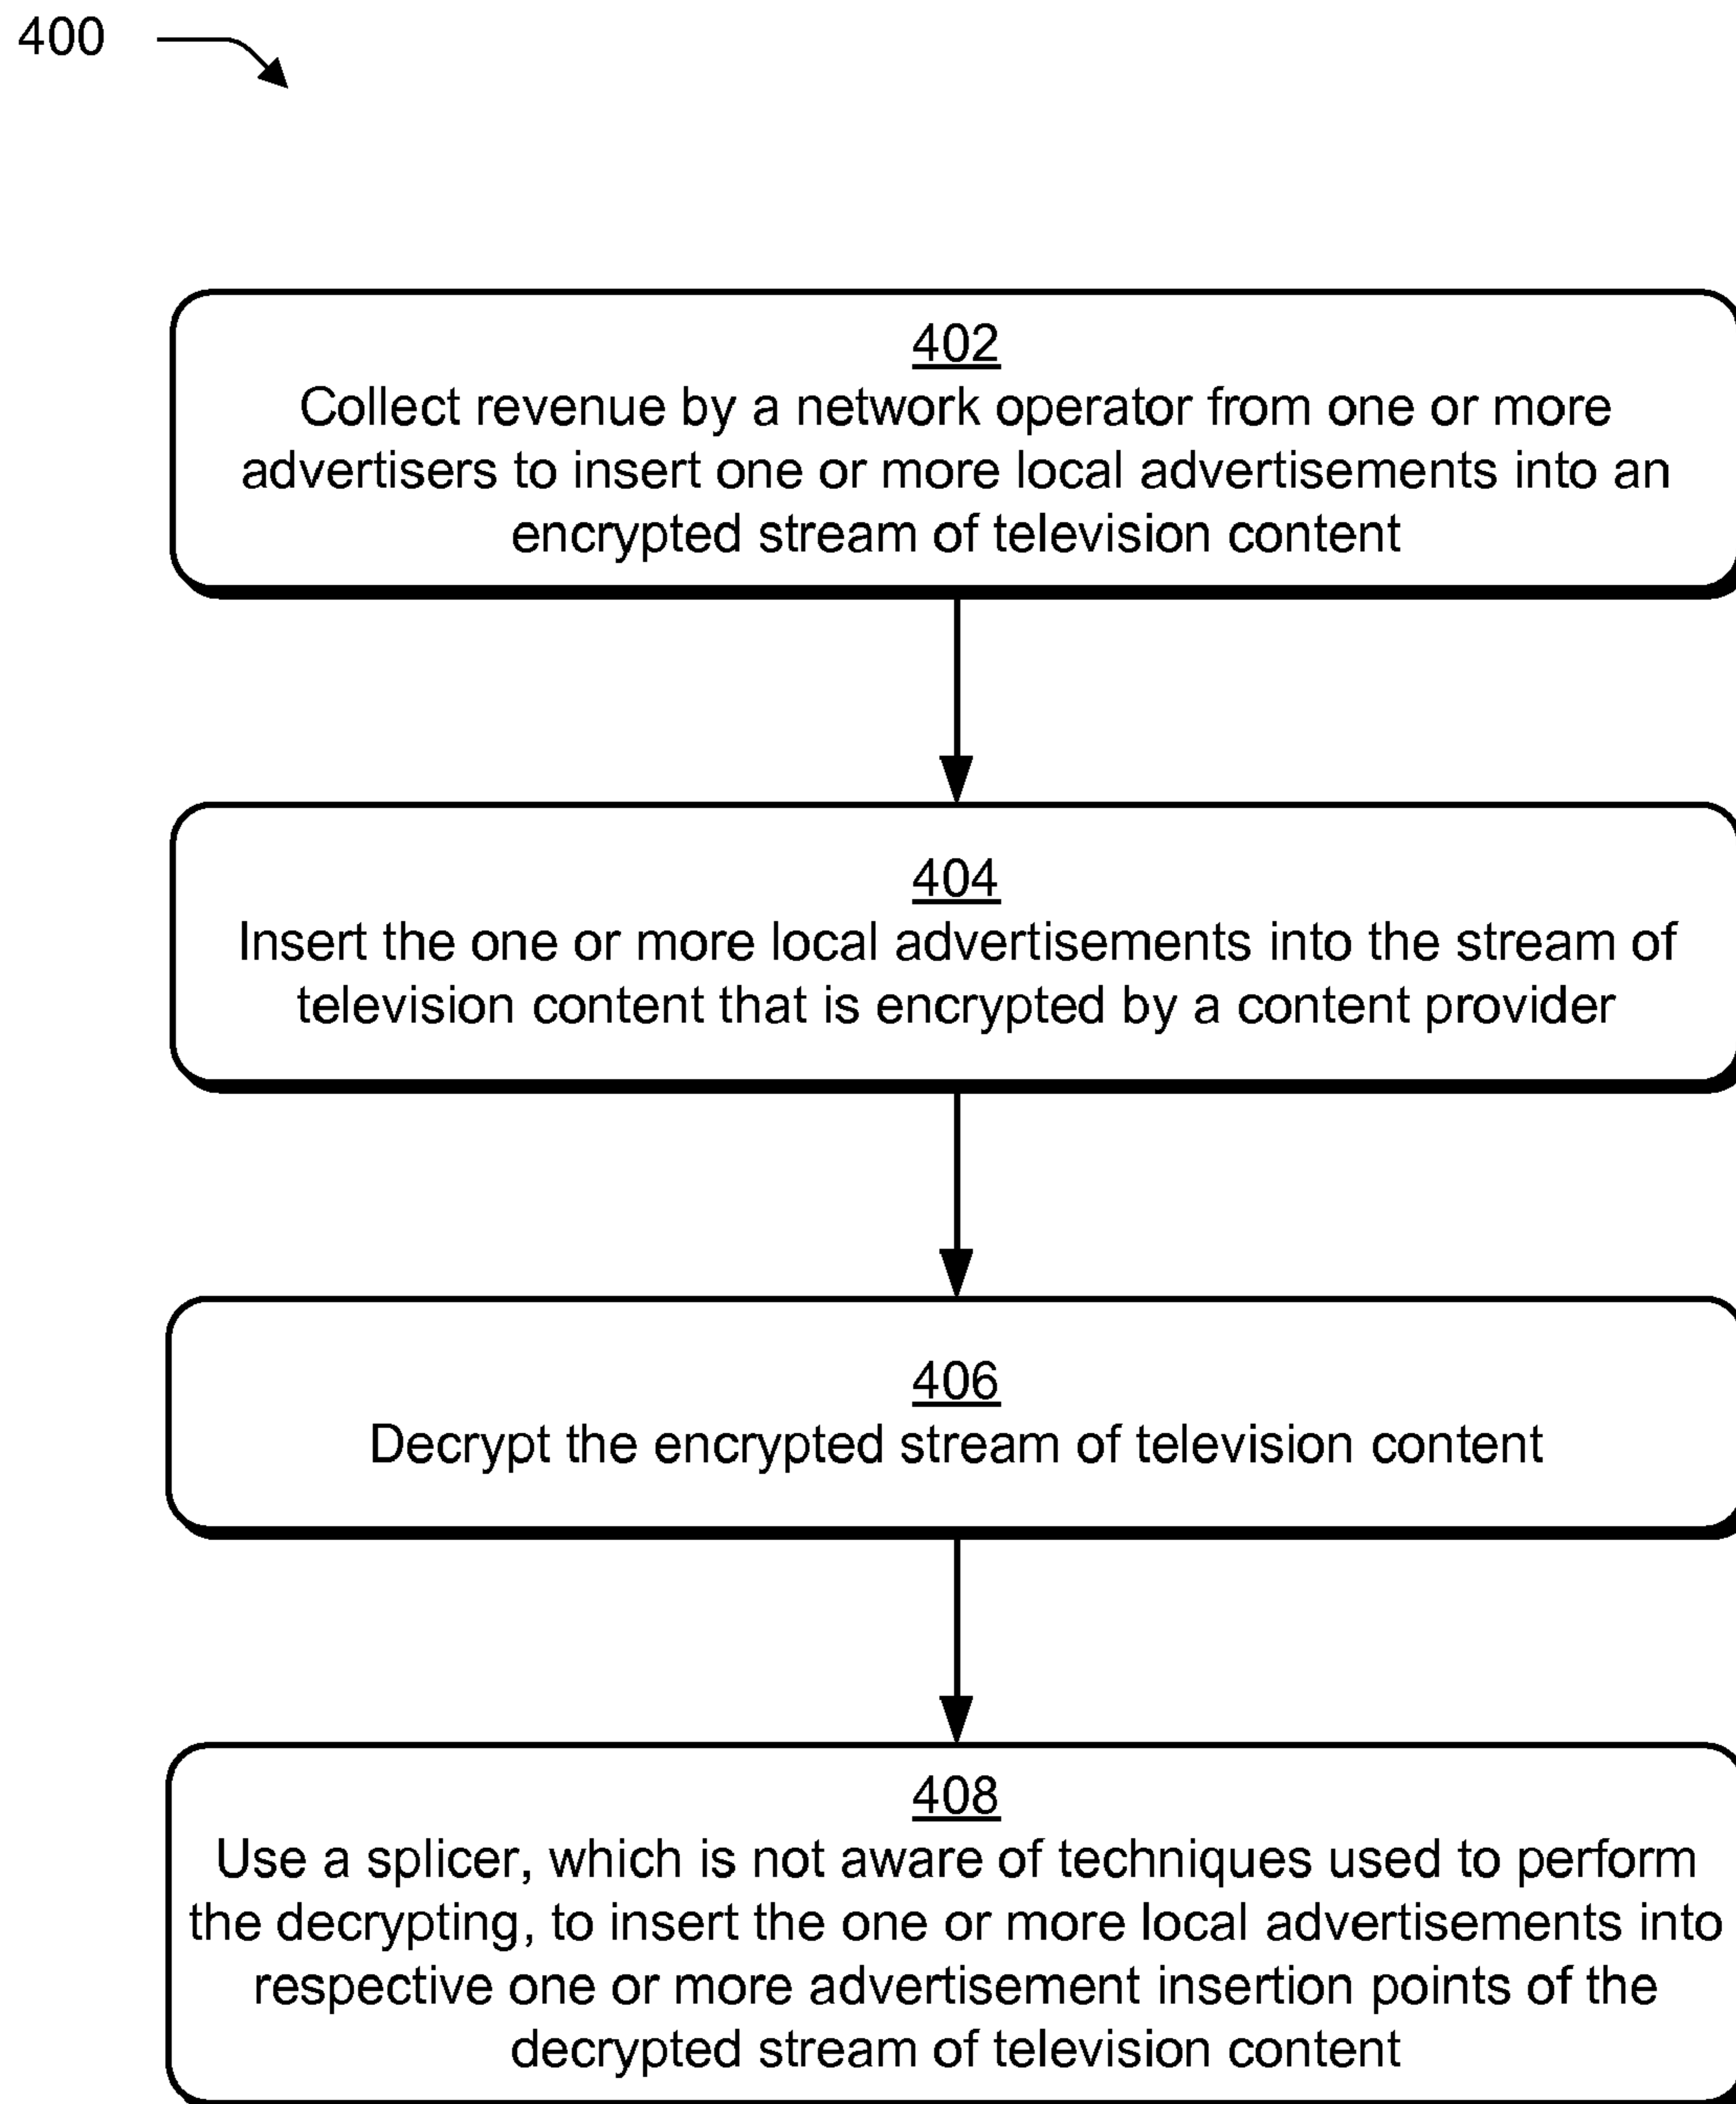 400
402
Collect revenue by a network operator from one or more
advertisers to insert one or more local advertisements into an
encrypted stream of television content
404
Insert the one or more local advertisements into the stream of
television content that is encrypted by a content provider
406
Decrypt the encrypted stream of television content
408
Use a splicer, which is not aware of techniques used to perform
the decrypting, to insert the one or more local advertisements into
respective one or more advertisement insertion points of the
decrypted stream of television content